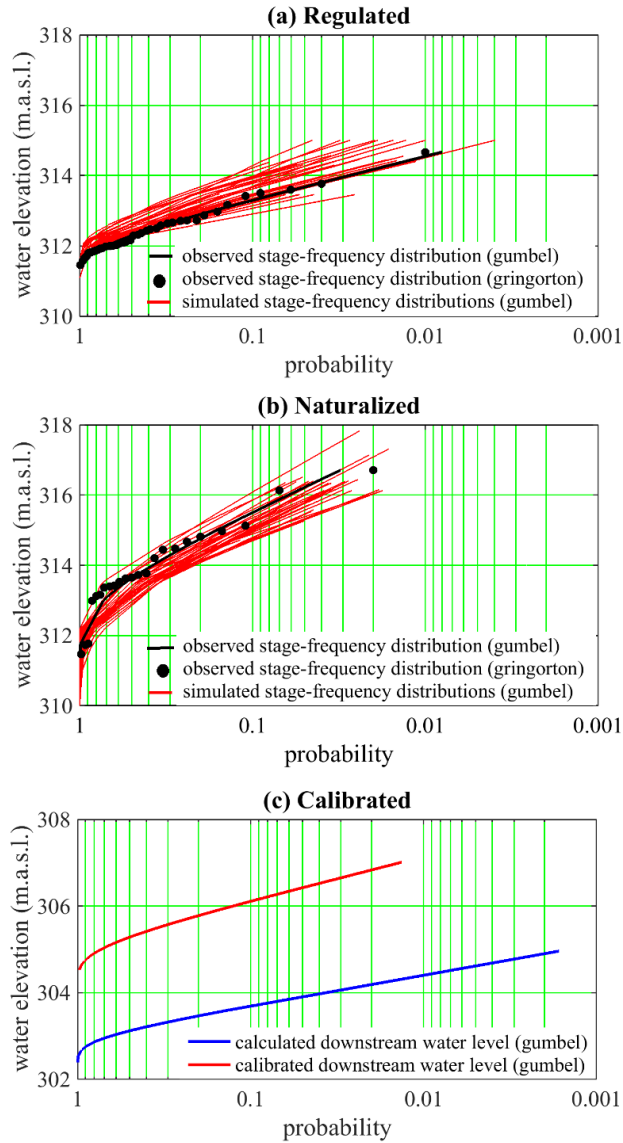 (a) Regulated
water elevation (m.a.s.l.)
318
316
314
312
310
observed stage-frequency distribution (gumbel)
observed stage-frequency distribution (gringorton)
simulated stage-frequency distributions (gumbel)
1
0.1
0.01
0.001
probability
(b) Naturalized
water elevation (m.a.s.l.)
318
316
314
312
310
observed stage-frequency distribution (gumbel)
observed stage-frequency distribution (gringorton)
simulated stage-frequency distributions (gumbel)
1
0.1
0.01
0.001
probability
(c) Calibrated
water elevation (m.a.s.l.)
308
306
304
302
calculated downstream water level (gumbel)
calibrated downstream water level (gumbel)
1
0.1
0.01
0.001
probability